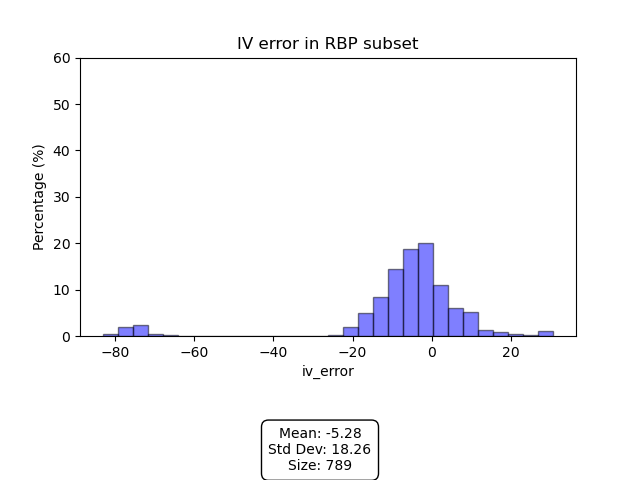 IV error in RBP subset
Percentage (%)
60
50
40
30
20
10
0
−80
−60
−40
−20
0
20
iv_error
Mean: -5.28
Std Dev: 18.26
Size: 789